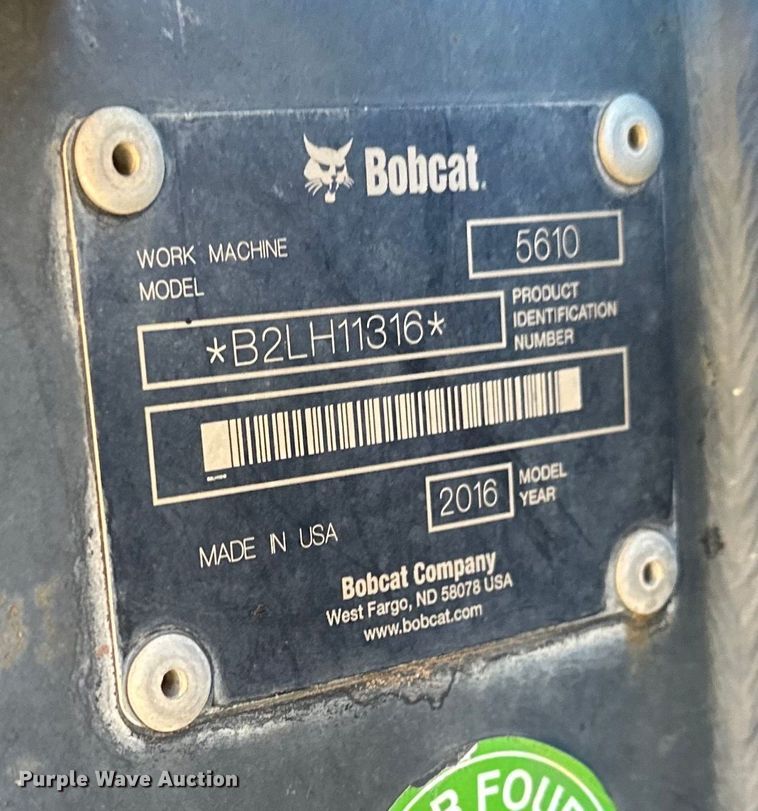 Bobcat.
WORK MACHINE
MODEL
5610
*B2LH11316*
PRODUCT
IDENTIFICATION
NUMBER
2016
MODEL
YEAR
MADE IN USA
Bobcat Company
West Fargo, ND 58078 USA
www.bobcat.com
Purple Wave Auction